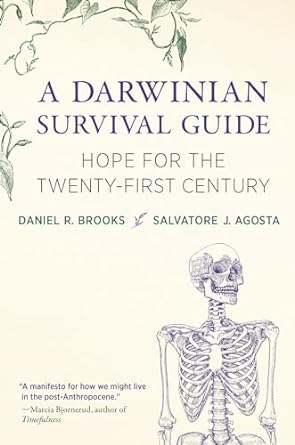 A DARWINIAN
SURVIVAL GUIDE
HOPE FOR THE
TWENTY-FIRST CENTURY
DANIEL R. BROOKS SALVATORE J. AGOSTA
"A manifesto for how we might live
in the post-Anthropocene."
—Marcia Bjornerud, author of
Timefulness